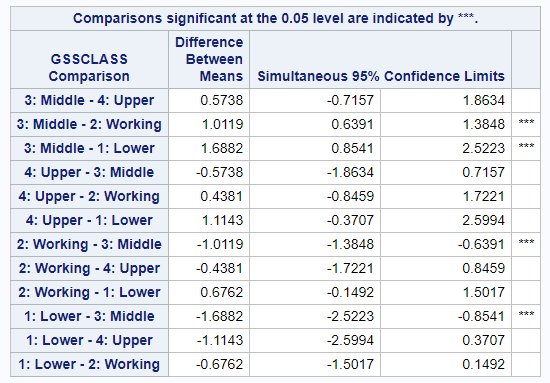 Comparisons significant at the 0.05 level are indicated by ***.
GSSCLASS Comparison Difference Between Means Simultaneous 95% Confidence Limits
3: Middle - 4: Upper 0.5738 -0.7157 1.8634
3: Middle - 2: Working 1.0119 0.6391 1.3848 ***
3: Middle - 1: Lower 1.6882 0.8541 2.5223 ***
4: Upper - 3: Middle -0.5738 -1.8634 0.7157
4: Upper - 2: Working 0.4381 -0.8459 1.7221
4: Upper - 1: Lower 1.1143 -0.3707 2.5994
2: Working - 3: Middle -1.0119 -1.3848 -0.6391 ***
2: Working - 4: Upper -0.4381 -1.7221 0.8459
2: Working - 1: Lower 0.6762 -0.1492 1.5017
1: Lower - 3: Middle -1.6882 -2.5223 -0.8541 ***
1: Lower - 4: Upper -1.1143 -2.5994 0.3707
1: Lower - 2: Working -0.6762 -1.5017 0.1492